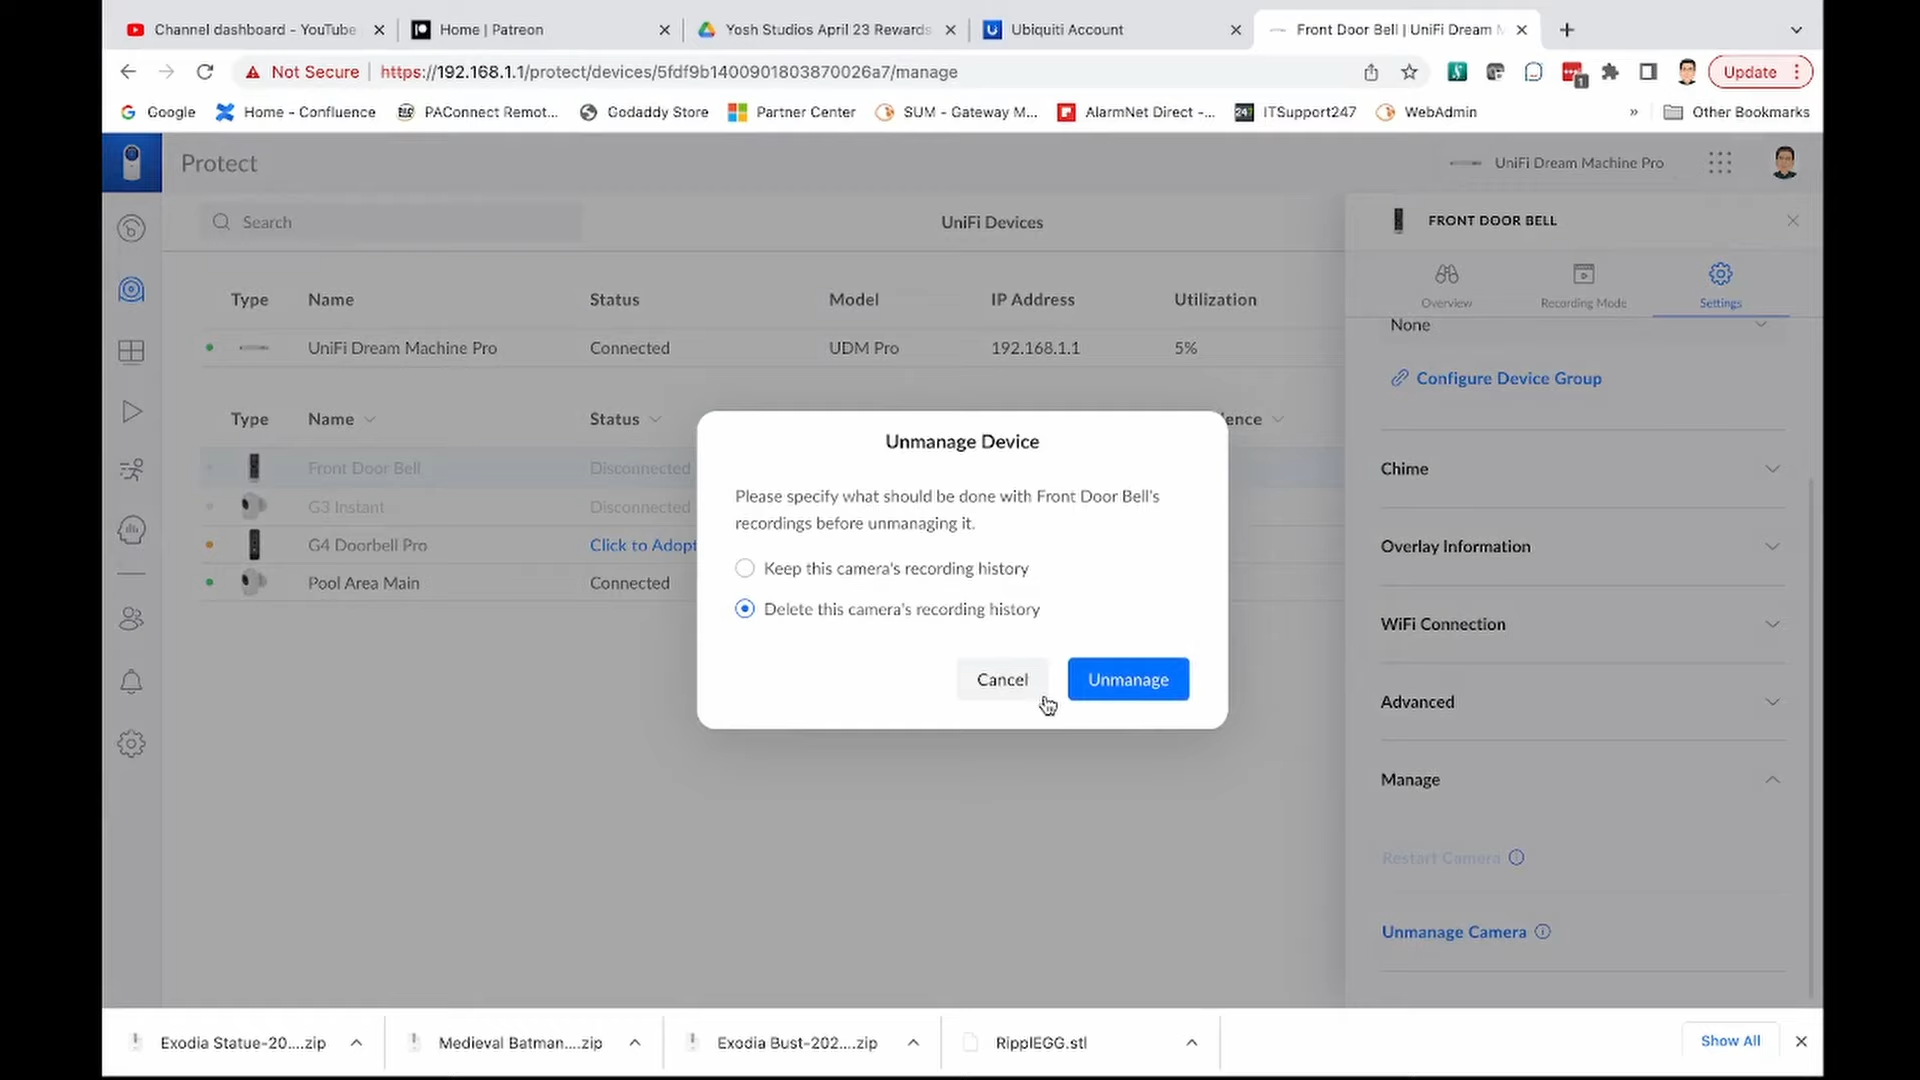 Channel dashboard - YouTube
Home | Patreon
Yosh Studios April 23 Rewards
Ubiquiti Account
Front Door Bell | UniFi Dream M
Not Secure | https://192.168.1.1/protect/devices/5fdf9b1400901803870026a7/manage
1
Update
Google
Home - Confluence
PAConnect Remot...
Godaddy Store
Partner Center
SUM - Gateway M...
AlarmNet Direct -...
ITSupport247
WebAdmin
»
Other Bookmarks
Protect
UniFi Dream Machine Pro
Search
UniFi Devices
FRONT DOOR BELL
Overview
Recording Mode
Settings
Type Name Status Model IP Address Utilization
UniFi Dream Machine Pro Connected UDM Pro 192.168.1.1 5%
None
Configure Device Group
Type Name Status ence
Front Door Bell Disconnected
G3 Instant Disconnected
G4 Doorbell Pro Click to Adopt
Pool Area Main Connected
Unmanage Device
Please specify what should be done with Front Door Bell's
recordings before unmanaging it.
Keep this camera's recording history
Delete this camera's recording history
Cancel
Unmanage
Chime
Overlay Information
WiFi Connection
Advanced
Manage
Restart Camera
Unmanage Camera
Exodia Statue-20....zip
Medieval Batman....zip
Exodia Bust-202....zip
RipplEGG.stl
Show All